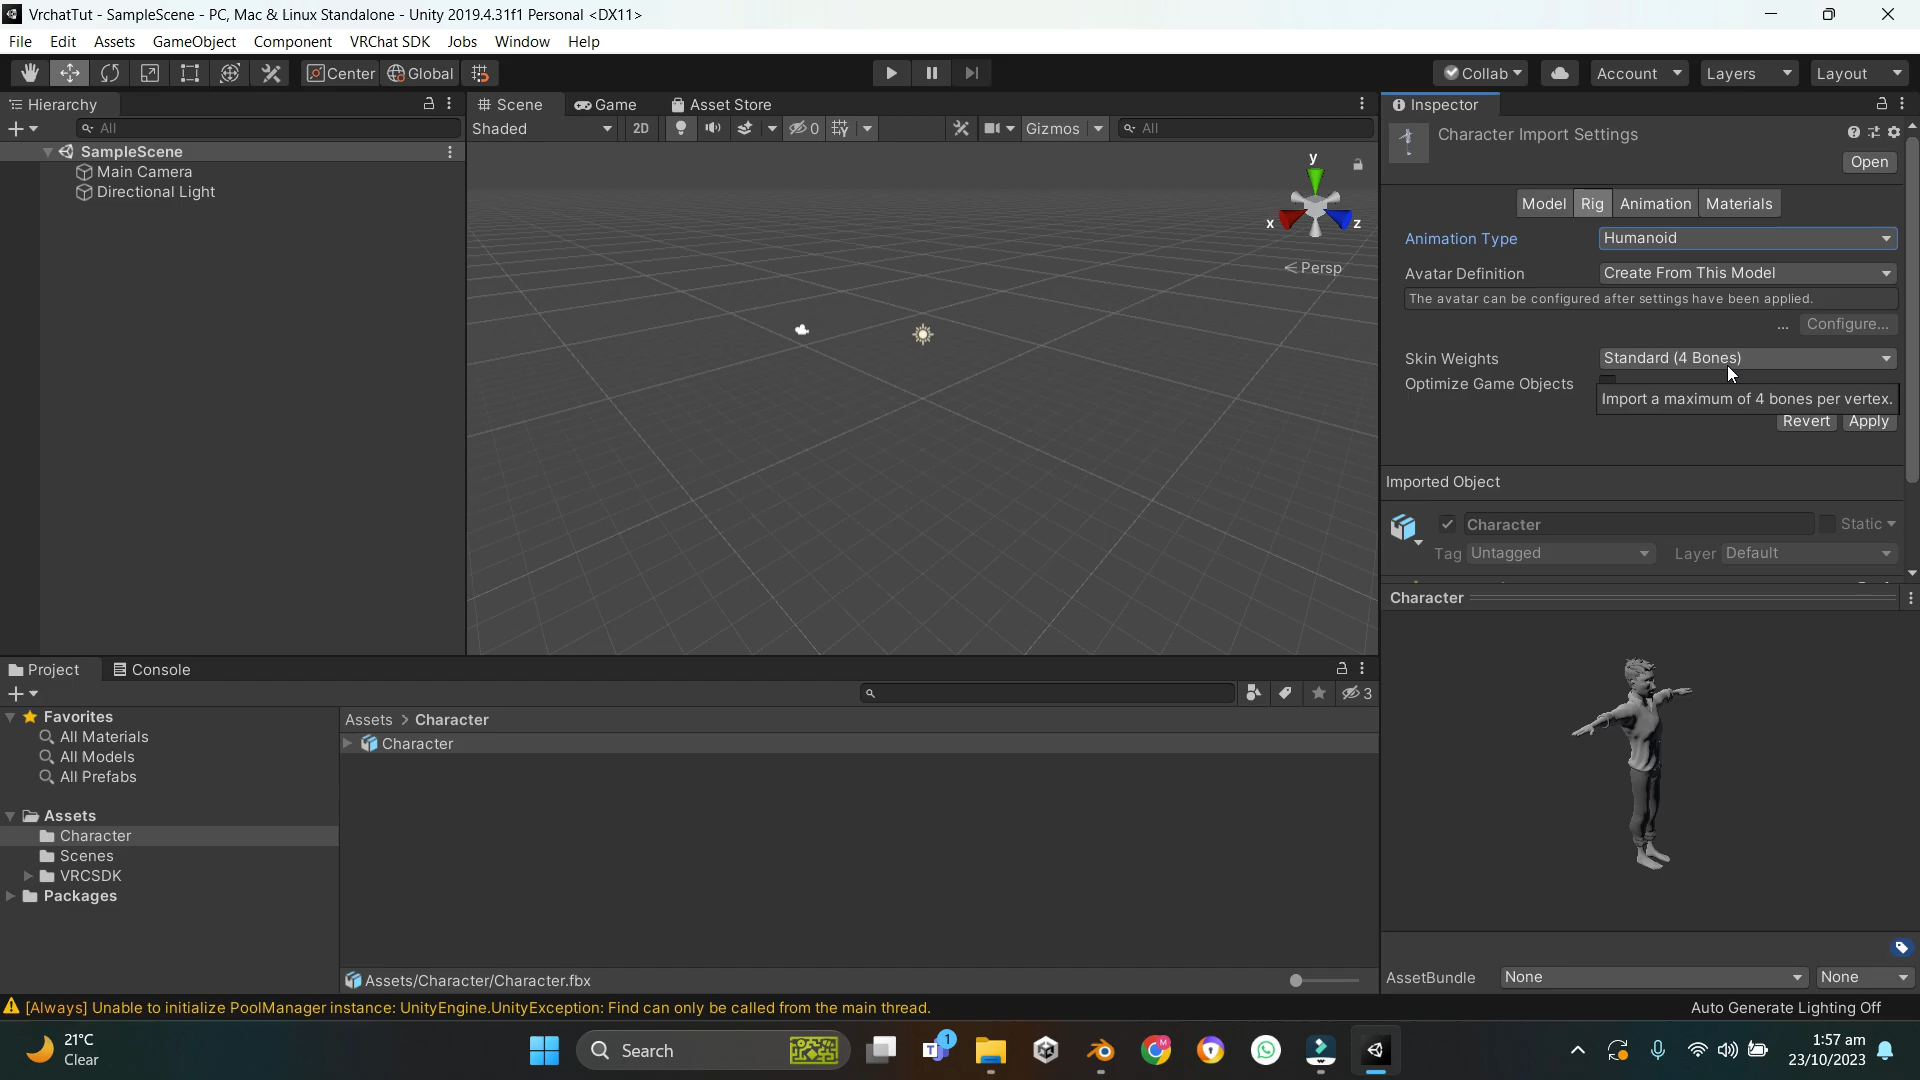 VrchatTut - SampleScene - PC, Mac & Linux Standalone - Unity 2019.4.31f1 Personal <DX11>
File Edit Assets GameObject Component VRChat SDK Jobs Window Help
Center Global Collab Account Layers Layout
Hierarchy
All
SampleScene
Main Camera
Directional Light
Scene Game Asset Store
Shaded 2D 0 Gizmos All
y
x z
Persp
Inspector
Character Import Settings
Open
Model Rig Animation Materials
Animation Type Humanoid
Avatar Definition Create From This Model
The avatar can be configured after settings have been applied.
... Configure...
Skin Weights Standard (4 Bones)
Optimize Game Objects
Import a maximum of 4 bones per vertex.
Revert Apply
Imported Object
Character Static
Tag Untagged Layer Default
Character
AssetBundle None None
Project Console
3
Favorites
All Materials
All Models
All Prefabs
Assets
Character
Scenes
VRCSDK
Packages
Assets > Character
Character
Assets/Character/Character.fbx
[Always] Unable to initialize PoolManager instance: UnityEngine.UnityException: Find can only be called from the main thread.
Auto Generate Lighting Off
21°C
Clear
Search
1
M
1:57 am
23/10/2023